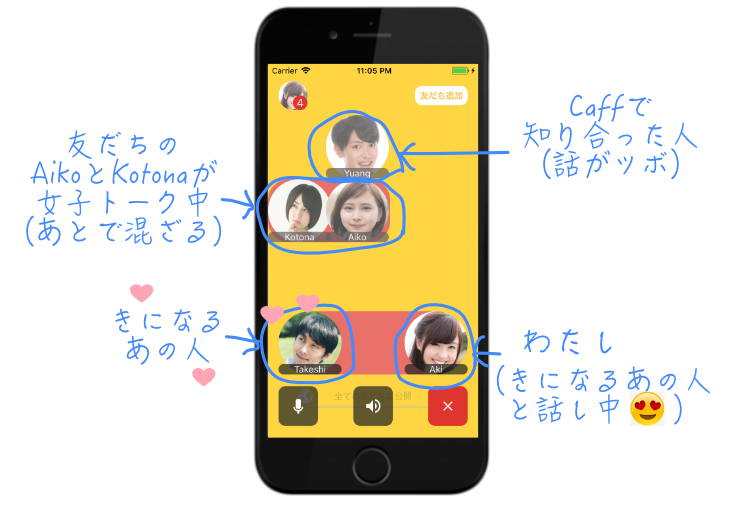 Carrier
11:05 PM
4
友だち追加
Yuang
Caffで
知り合った人
(話がツボ)
友だちの
AikoとKotonaが
女子トーク中
(あとで混ざる)
Kotona
Aiko
きになる
あの人
Takeshi
Aki
わたし
(きになるあの人
と話し中😍)
全ての
公開